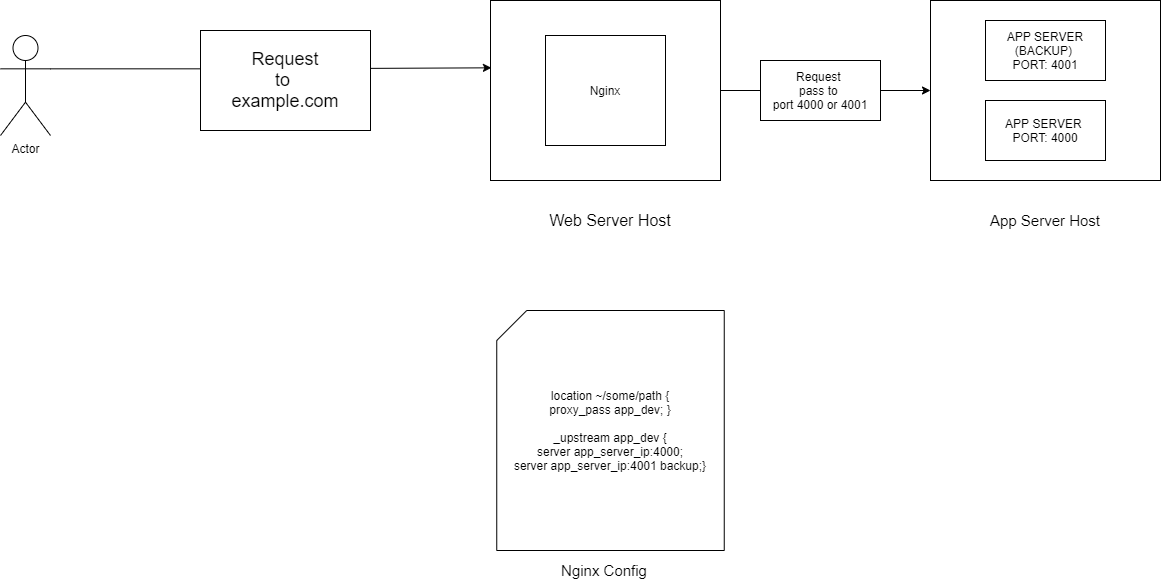 Actor
Request
to
example.com
Nginx
Web Server Host
Request
pass to
port 4000 or 4001
APP SERVER
(BACKUP)
PORT: 4001
APP SERVER
PORT: 4000
App Server Host
location ~/some/path {
proxy_pass app_dev; }
_upstream app_dev {
server app_server_ip:4000;
server app_server_ip:4001 backup;}
Nginx Config